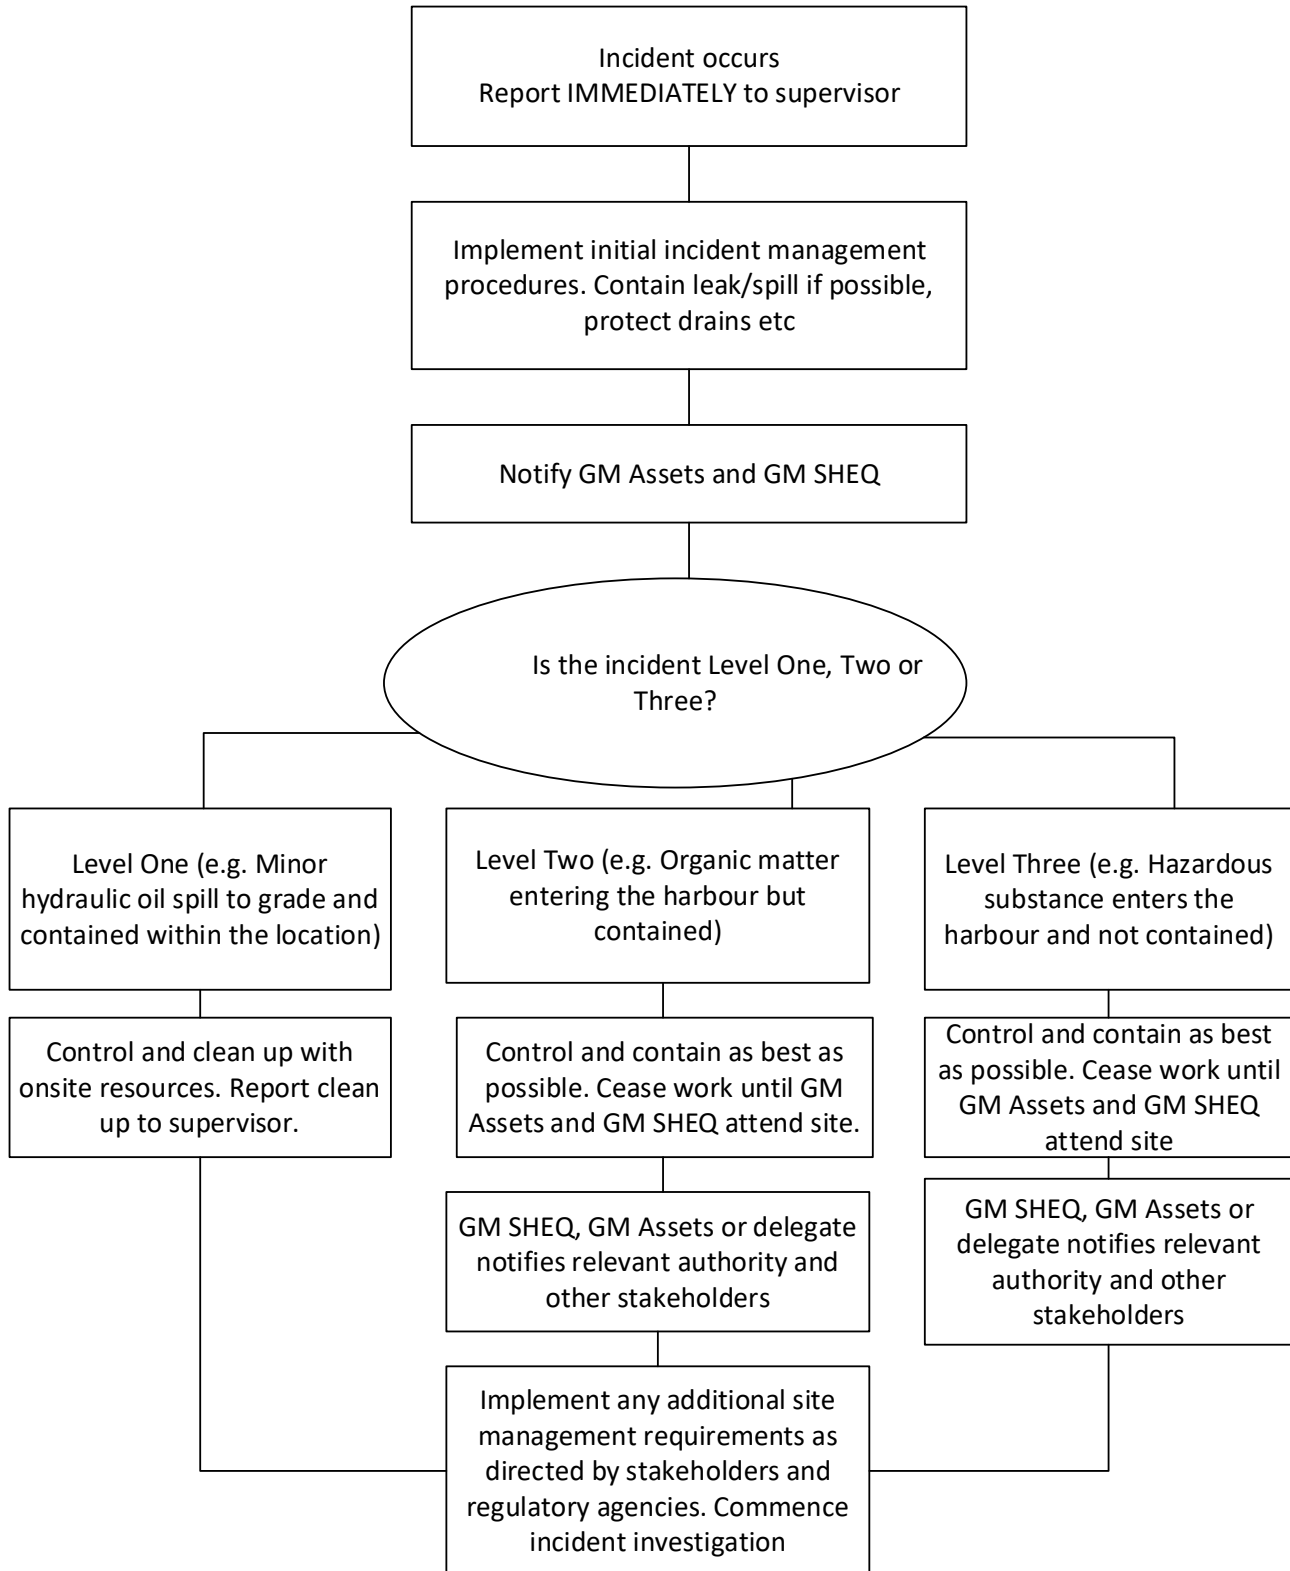 Incident occurs
Report IMMEDIATELY to supervisor
Implement initial incident management
procedures. Contain leak/spill if possible,
protect drains etc
Notify GM Assets and GM SHEQ
Is the incident Level One, Two or
Three?
Level One (e.g. Minor
hydraulic oil spill to grade and
contained within the location)
Level Two (e.g. Organic matter
entering the harbour but
contained)
Level Three (e.g. Hazardous
substance enters the
harbour and not contained)
Control and clean up with
onsite resources. Report clean
up to supervisor.
Control and contain as best as
possible. Cease work until GM
Assets and GM SHEQ attend site.
Control and contain as best
as possible. Cease work until
GM Assets and GM SHEQ
attend site
GM SHEQ, GM Assets or delegate
notifies relevant authority and
other stakeholders
GM SHEQ, GM Assets or
delegate notifies relevant
authority and other
stakeholders
Implement any additional site
management requirements as
directed by stakeholders and
regulatory agencies. Commence
incident investigation